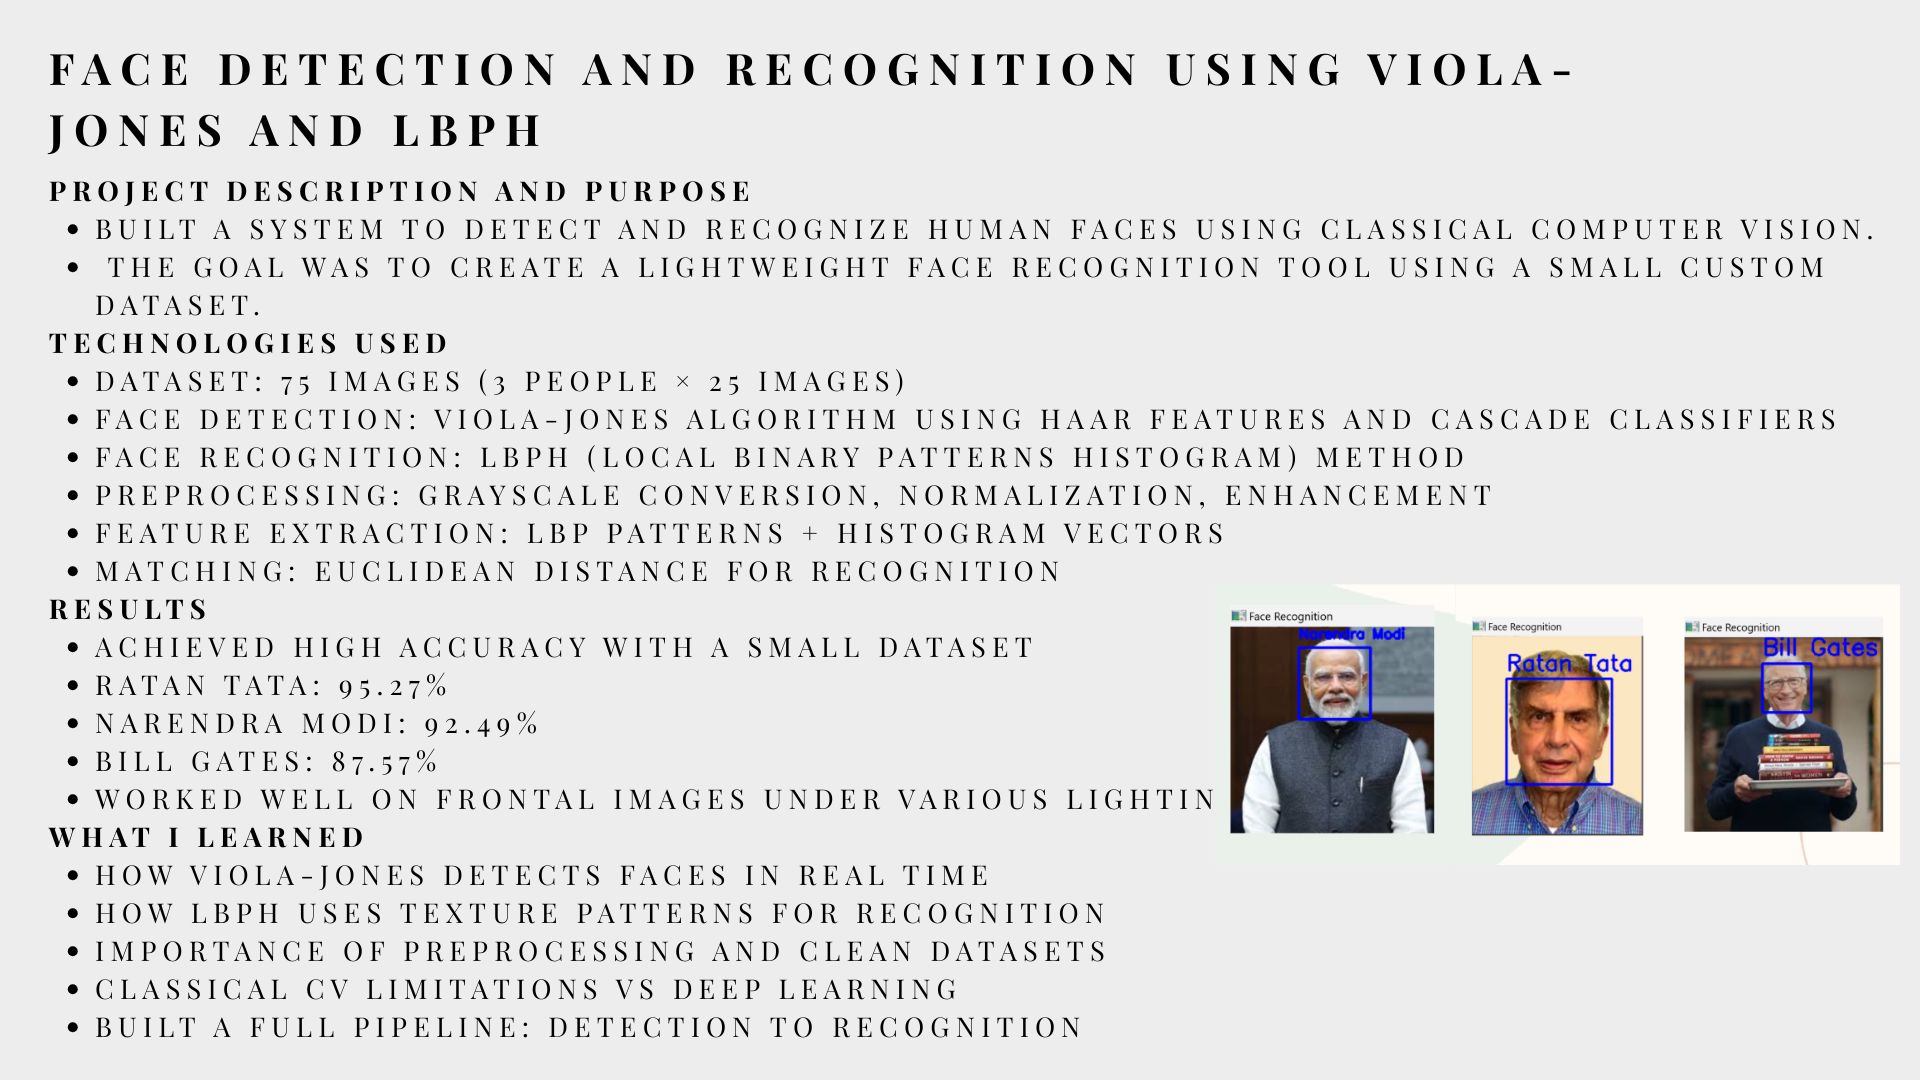 FACE DETECTION AND RECOGNITION USING VIOLA-
JONES AND LBPH
PROJECT DESCRIPTION AND PURPOSE
BUILT A SYSTEM TO DETECT AND RECOGNIZE HUMAN FACES USING CLASSICAL COMPUTER VISION.
THE GOAL WAS TO CREATE A LIGHTWEIGHT FACE RECOGNITION TOOL USING A SMALL CUSTOM
DATASET.
TECHNOLOGIES USED
DATASET: 75 IMAGES (3 PEOPLE × 25 IMAGES)
FACE DETECTION: VIOLA-JONES ALGORITHM USING HAAR FEATURES AND CASCADE CLASSIFIERS
FACE RECOGNITION: LBPH (LOCAL BINARY PATTERNS HISTOGRAM) METHOD
PREPROCESSING: GRAYSCALE CONVERSION, NORMALIZATION, ENHANCEMENT
FEATURE EXTRACTION: LBP PATTERNS + HISTOGRAM VECTORS
MATCHING: EUCLIDEAN DISTANCE FOR RECOGNITION
RESULTS
ACHIEVED HIGH ACCURACY WITH A SMALL DATASET
RATAN TATA: 95.27%
NARENDRA MODI: 92.49%
BILL GATES: 87.57%
WORKED WELL ON FRONTAL IMAGES UNDER VARIOUS LIGHTIN
WHAT I LEARNED
HOW VIOLA-JONES DETECTS FACES IN REAL TIME
HOW LBPH USES TEXTURE PATTERNS FOR RECOGNITION
IMPORTANCE OF PREPROCESSING AND CLEAN DATASETS
CLASSICAL CV LIMITATIONS VS DEEP LEARNING
BUILT A FULL PIPELINE: DETECTION TO RECOGNITION
Face Recognition
Narendra Modi
Face Recognition
Ratan Tata
Face Recognition
Bill Gates